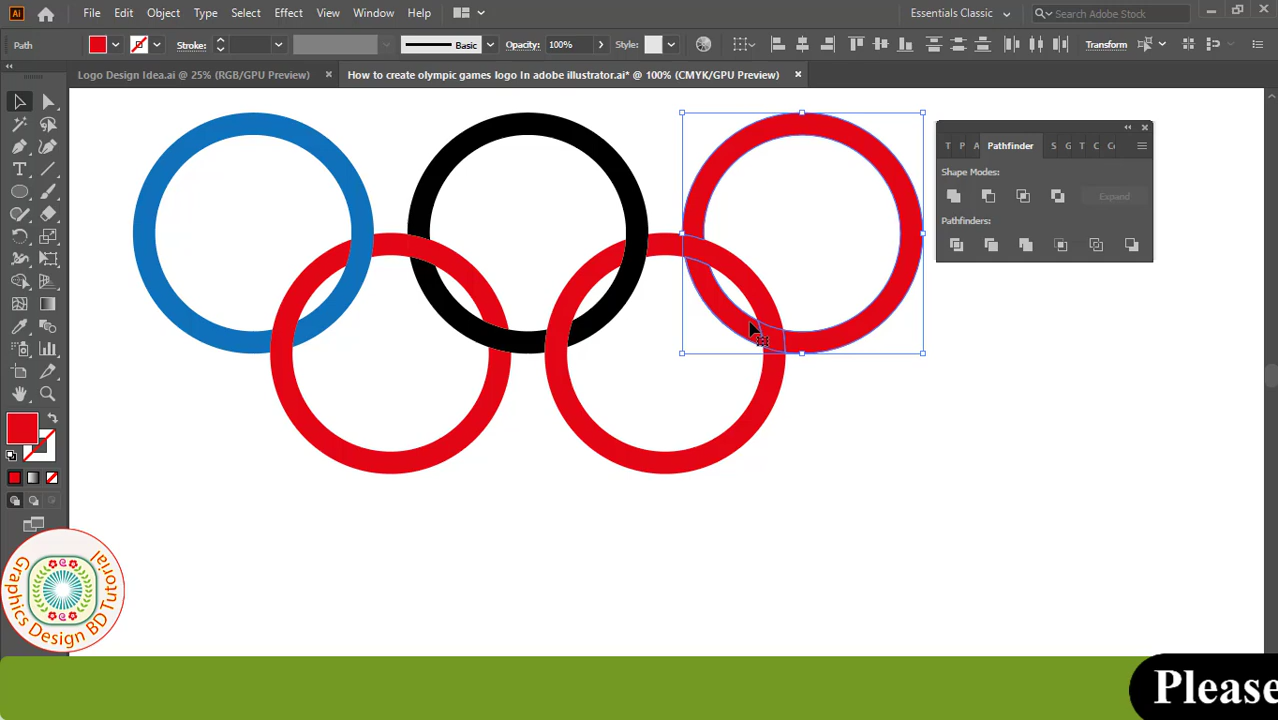 Ai File Edit Object Type Select Effect View Window Help Essentials Classic Search Adobe Stock
Path Stroke: Basic Opacity: 100% Style: Transform
Logo Design Idea.ai @ 25% (RGB/GPU Preview) × How to create olympic games logo In adobe illustrator.ai* @ 100% (CMYK/GPU Preview) ×
T P A Pathfinder S G T C Cc
Shape Modes:
Expand
Pathfinders:
Graphics Design BD Tutorial
Please